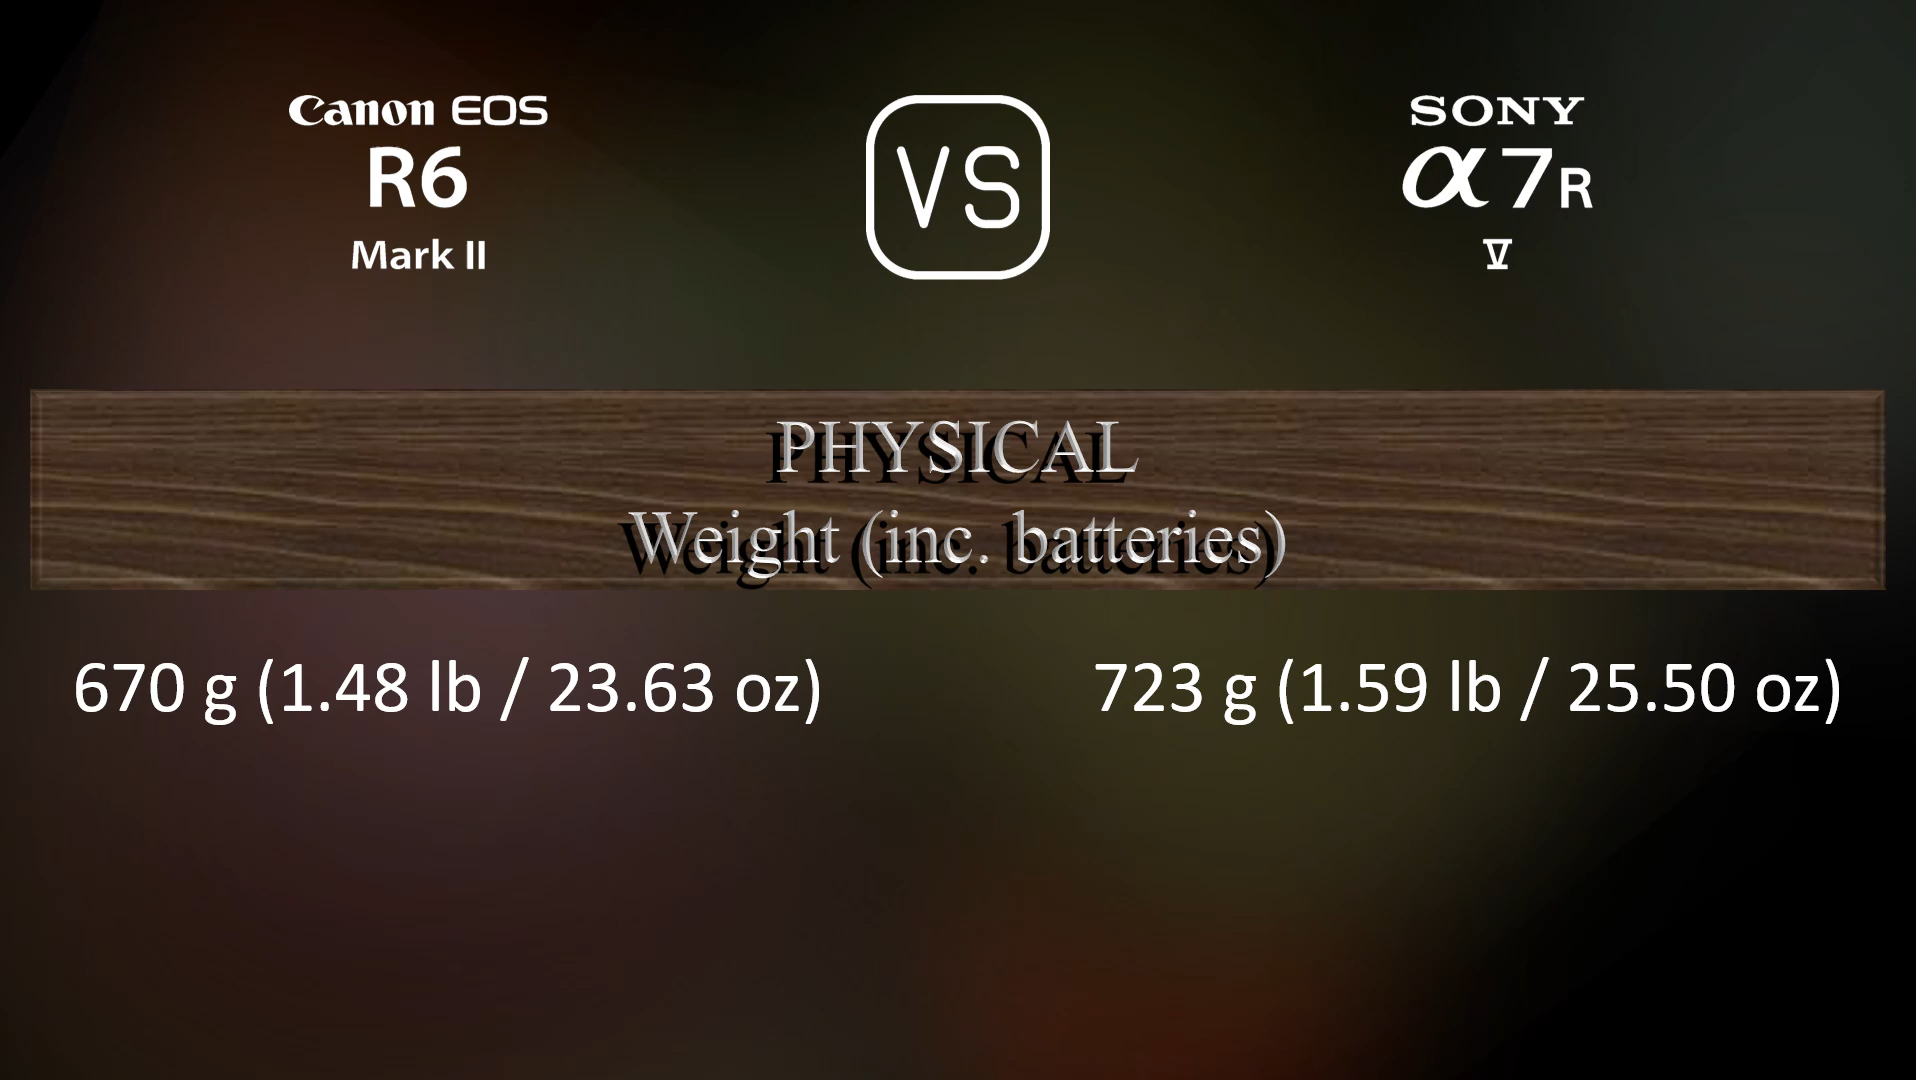 Canon EOS
R6
Mark II
VS
SONY
α7R
V
PHYSICAL
Weight (inc. batteries)
670 g (1.48 lb / 23.63 oz)
723 g (1.59 lb / 25.50 oz)